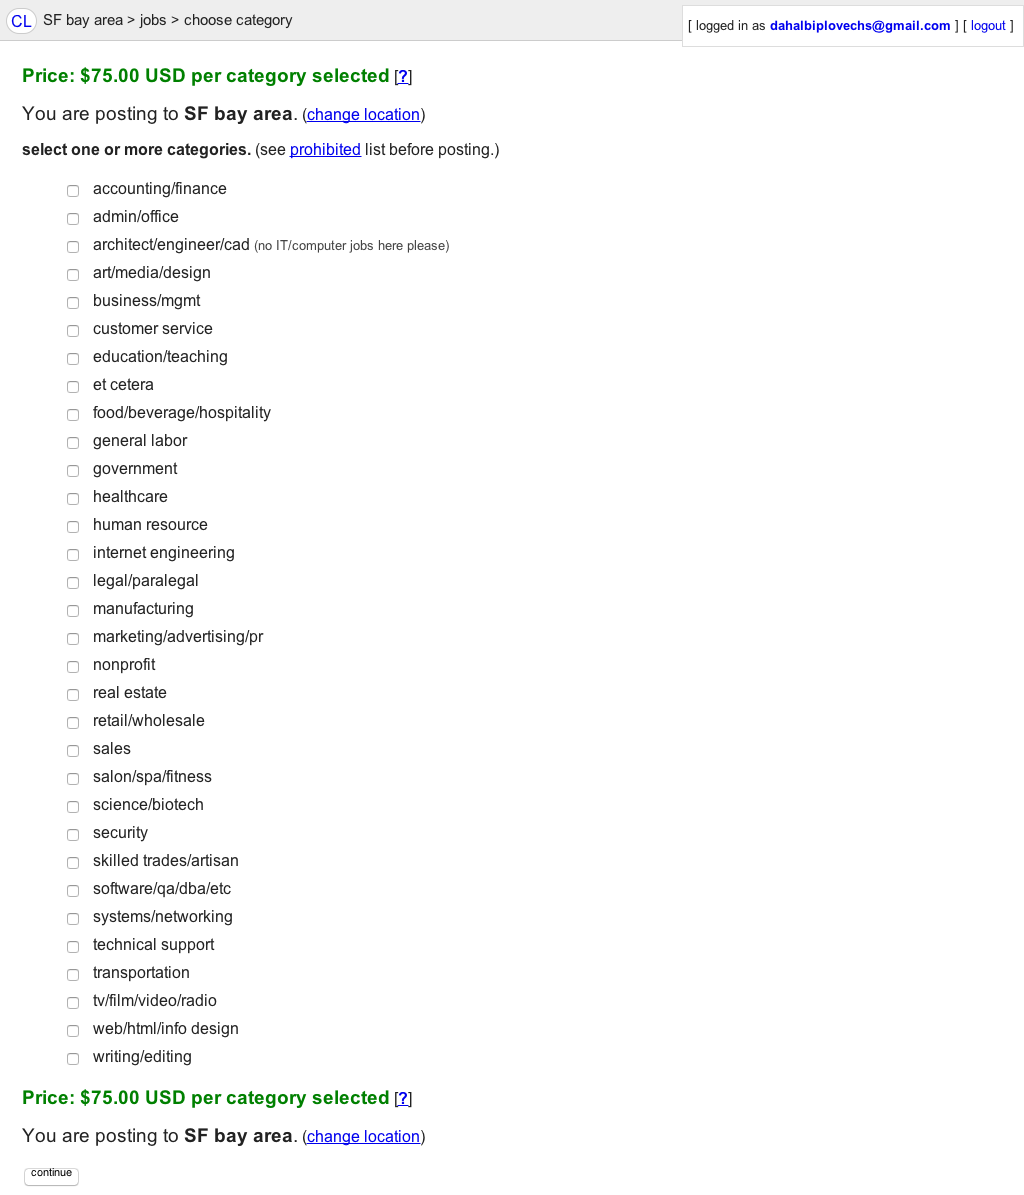 CL SF bay area > jobs > choose category
[ logged in as dahalbiplovechs@gmail.com ] [ logout ]
Price: $75.00 USD per category selected [?]
You are posting to SF bay area. (change location)
select one or more categories. (see prohibited list before posting.)
accounting/finance
admin/office
architect/engineer/cad (no IT/computer jobs here please)
art/media/design
business/mgmt
customer service
education/teaching
et cetera
food/beverage/hospitality
general labor
government
healthcare
human resource
internet engineering
legal/paralegal
manufacturing
marketing/advertising/pr
nonprofit
real estate
retail/wholesale
sales
salon/spa/fitness
science/biotech
security
skilled trades/artisan
software/qa/dba/etc
systems/networking
technical support
transportation
tv/film/video/radio
web/html/info design
writing/editing
Price: $75.00 USD per category selected [?]
You are posting to SF bay area. (change location)
continue